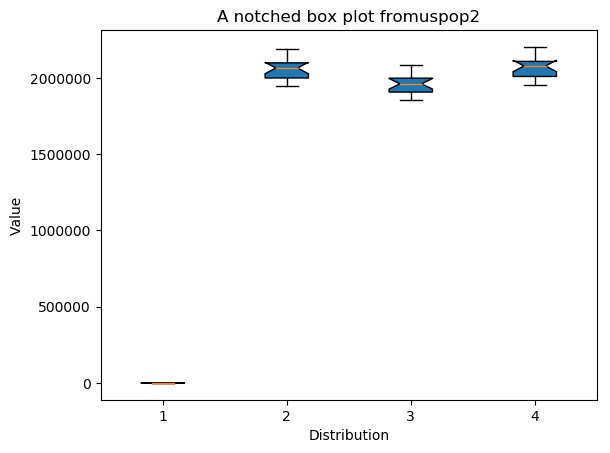 A notched box plot fromuspop2
Value
2000000
1500000
1000000
500000
0
1 2 3 4
Distribution